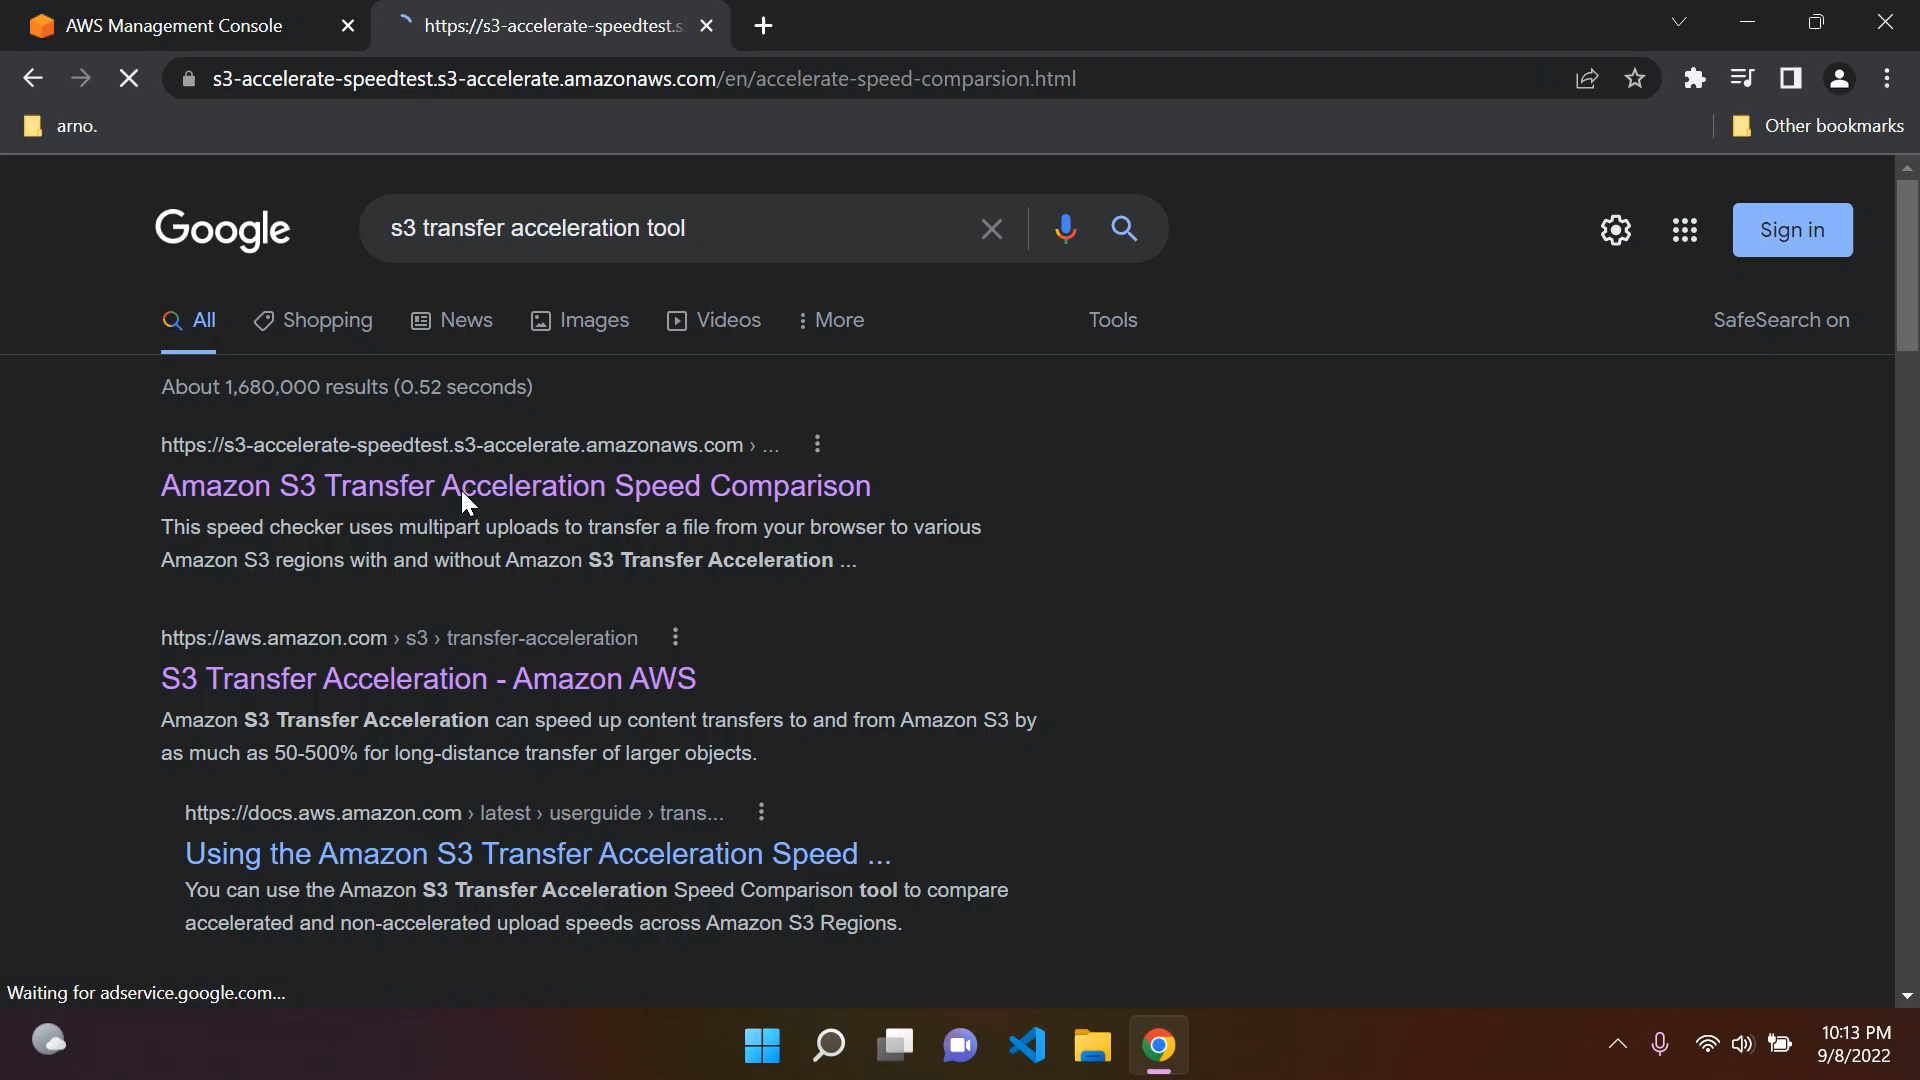 AWS Management Console
https://s3-accelerate-speedtest.s
s3-accelerate-speedtest.s3-accelerate.amazonaws.com/en/accelerate-speed-comparsion.html
arno.
Other bookmarks
Google
s3 transfer acceleration tool
Sign in
All
Shopping
News
Images
Videos
More
Tools
SafeSearch on
About 1,680,000 results (0.52 seconds)
https://s3-accelerate-speedtest.s3-accelerate.amazonaws.com › ...
Amazon S3 Transfer Acceleration Speed Comparison
This speed checker uses multipart uploads to transfer a file from your browser to various
Amazon S3 regions with and without Amazon S3 Transfer Acceleration ...
https://aws.amazon.com › s3 › transfer-acceleration
S3 Transfer Acceleration - Amazon AWS
Amazon S3 Transfer Acceleration can speed up content transfers to and from Amazon S3 by
as much as 50-500% for long-distance transfer of larger objects.
https://docs.aws.amazon.com › latest › userguide › trans...
Using the Amazon S3 Transfer Acceleration Speed ...
You can use the Amazon S3 Transfer Acceleration Speed Comparison tool to compare
accelerated and non-accelerated upload speeds across Amazon S3 Regions.
Waiting for adservice.google.com...
10:13 PM
9/8/2022